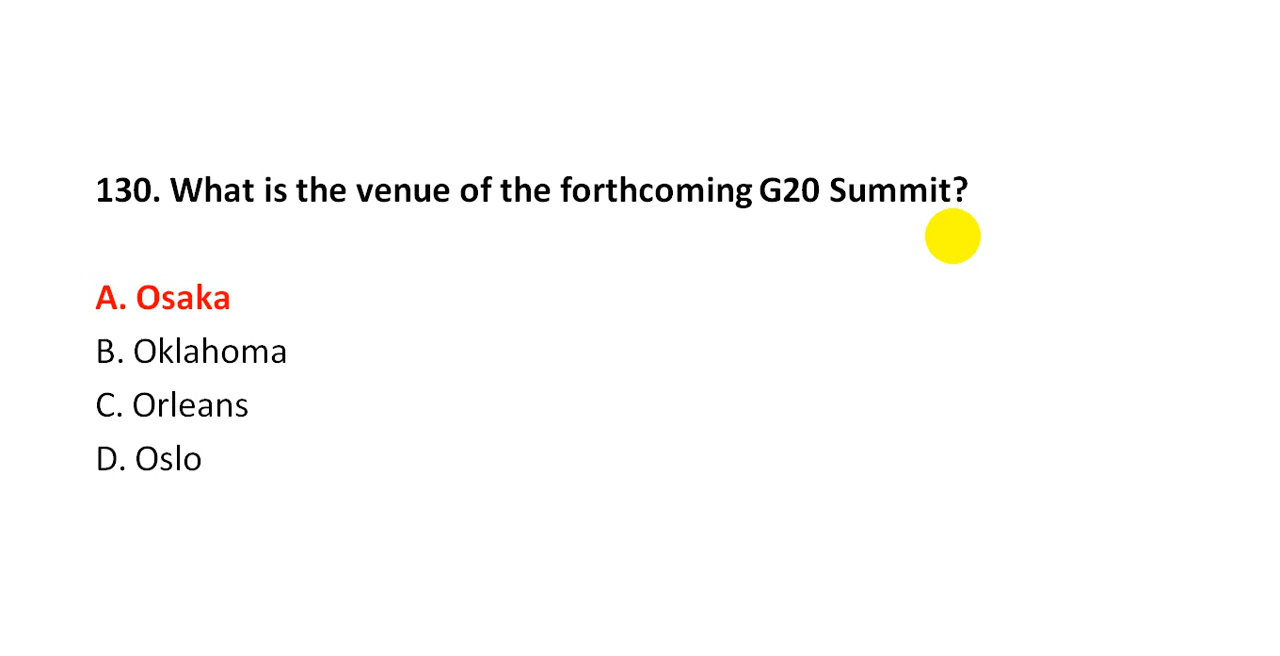 130. What is the venue of the forthcoming G20 Summit?
A. Osaka
B. Oklahoma
C. Orleans
D. Oslo